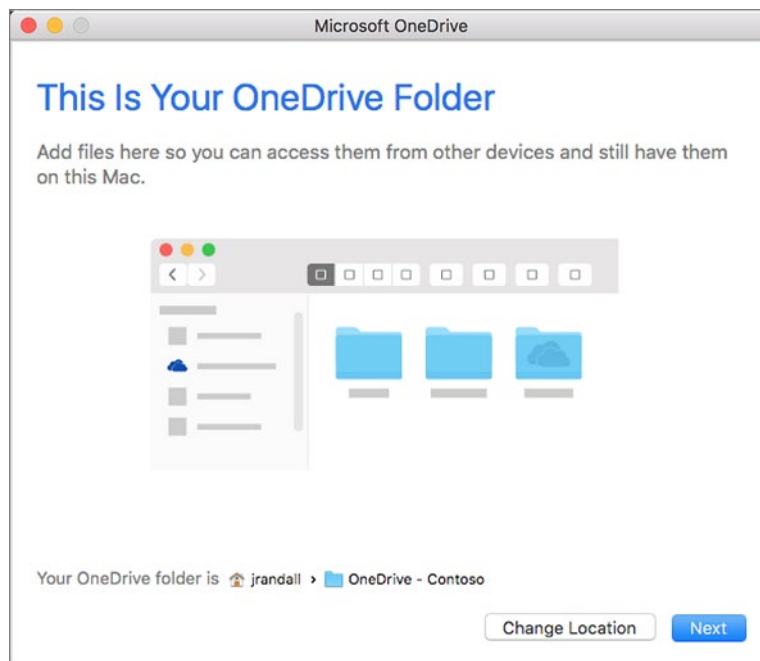 Microsoft OneDrive
This Is Your OneDrive Folder
Add files here so you can access them from other devices and still have them
on this Mac.
Your OneDrive folder is jrandall › OneDrive - Contoso
Change Location Next